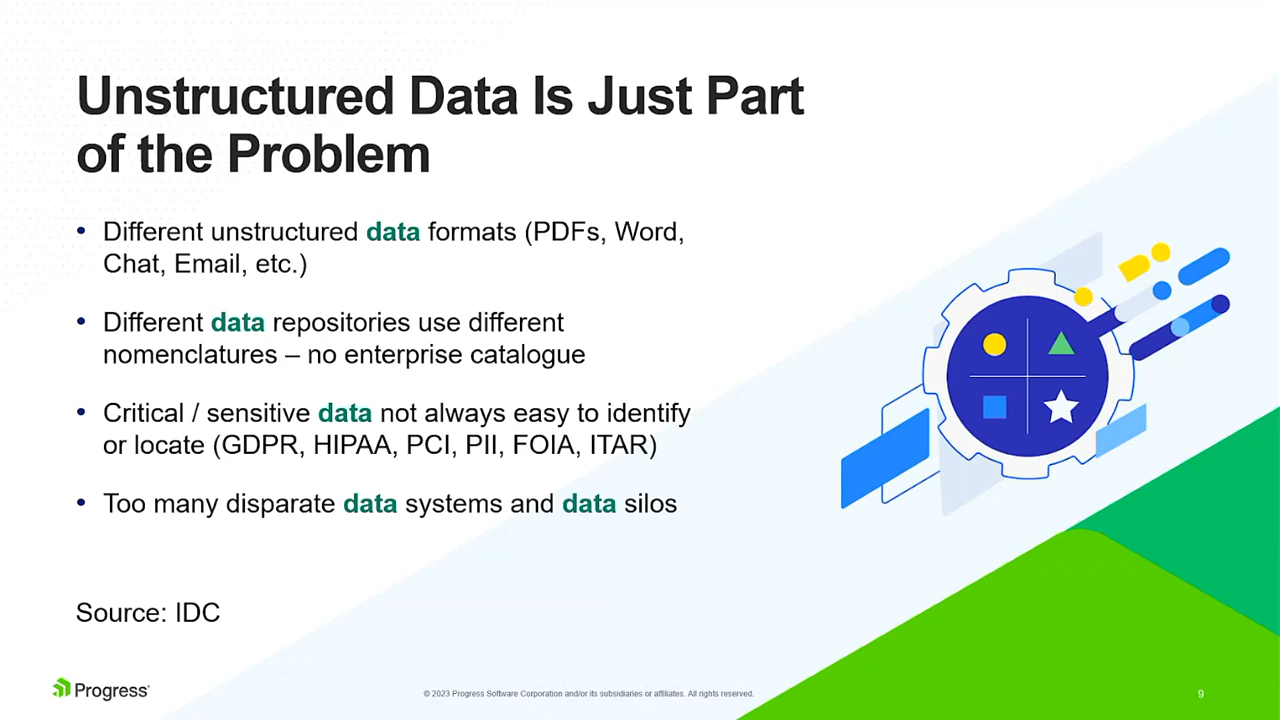 Unstructured Data Is Just Part
of the Problem
• Different unstructured data formats (PDFs, Word,
Chat, Email, etc.)
• Different data repositories use different
nomenclatures – no enterprise catalogue
• Critical / sensitive data not always easy to identify
or locate (GDPR, HIPAA, PCI, PII, FOIA, ITAR)
• Too many disparate data systems and data silos
Source: IDC
Progress
© 2023 Progress Software Corporation and/or its subsidiaries or affiliates. All rights reserved.
9